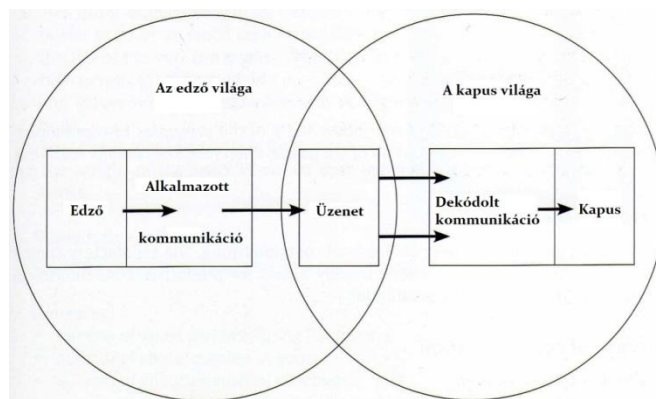 Az edző világa
A kapus világa
Edző
Alkalmazott
kommunikáció
Üzenet
Dekódolt
kommunikáció
Kapus